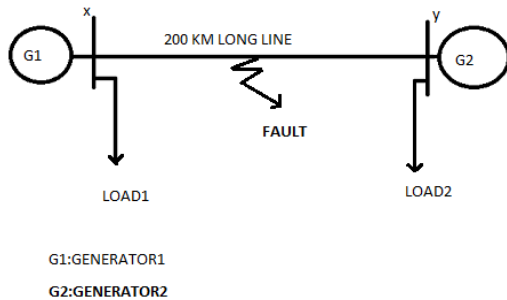 x
y
200 KM LONG LINE
G1
G2
FAULT
LOAD1
LOAD2
G1:GENERATOR1
G2:GENERATOR2